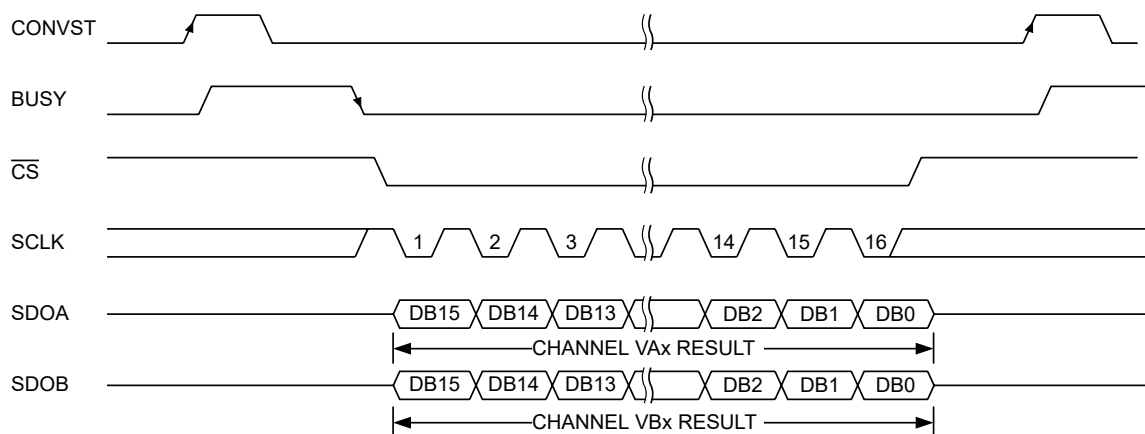 CONVST
BUSY
CS
SCLK 1 2 3 14 15 16
SDOA DB15 DB14 DB13 DB2 DB1 DB0
CHANNEL VAx RESULT
SDOB DB15 DB14 DB13 DB2 DB1 DB0
CHANNEL VBx RESULT